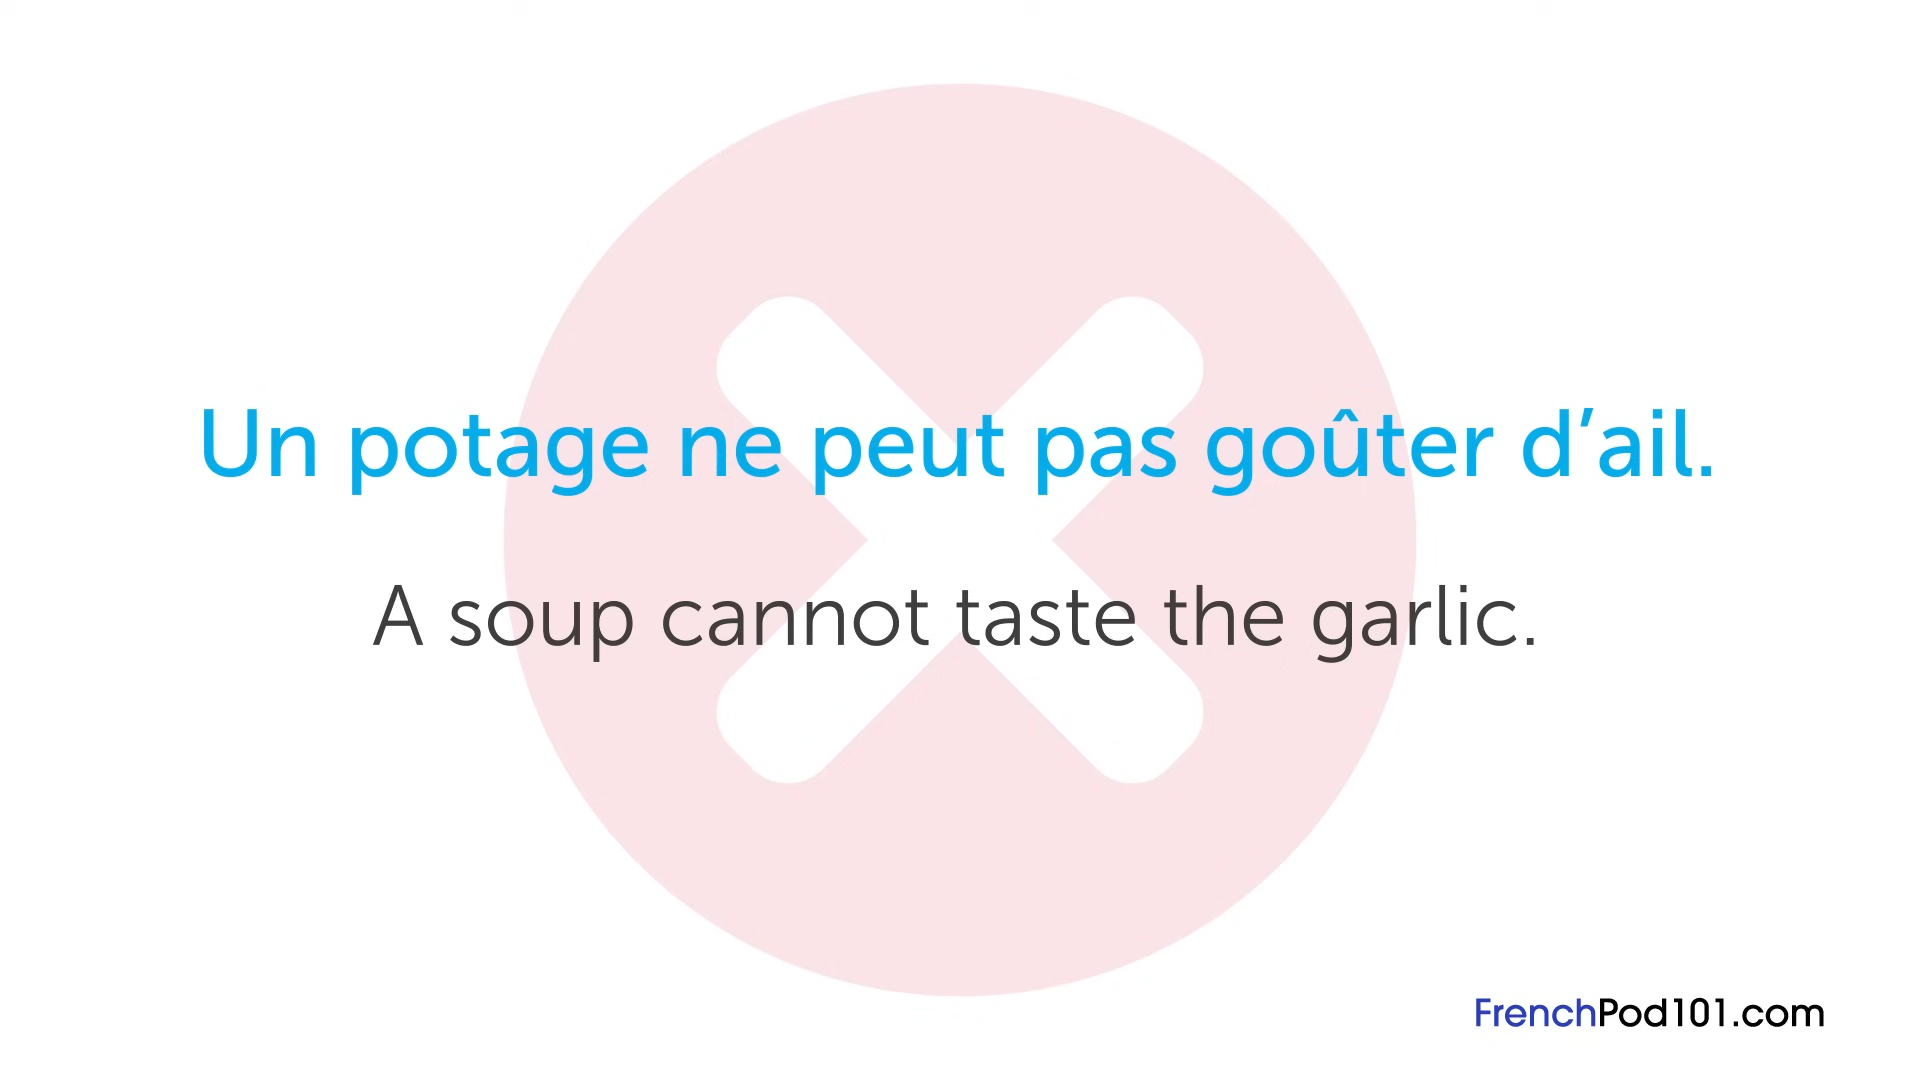 Un potage ne peut pas goûter d’ail.
A soup cannot taste the garlic.
FrenchPod101.com